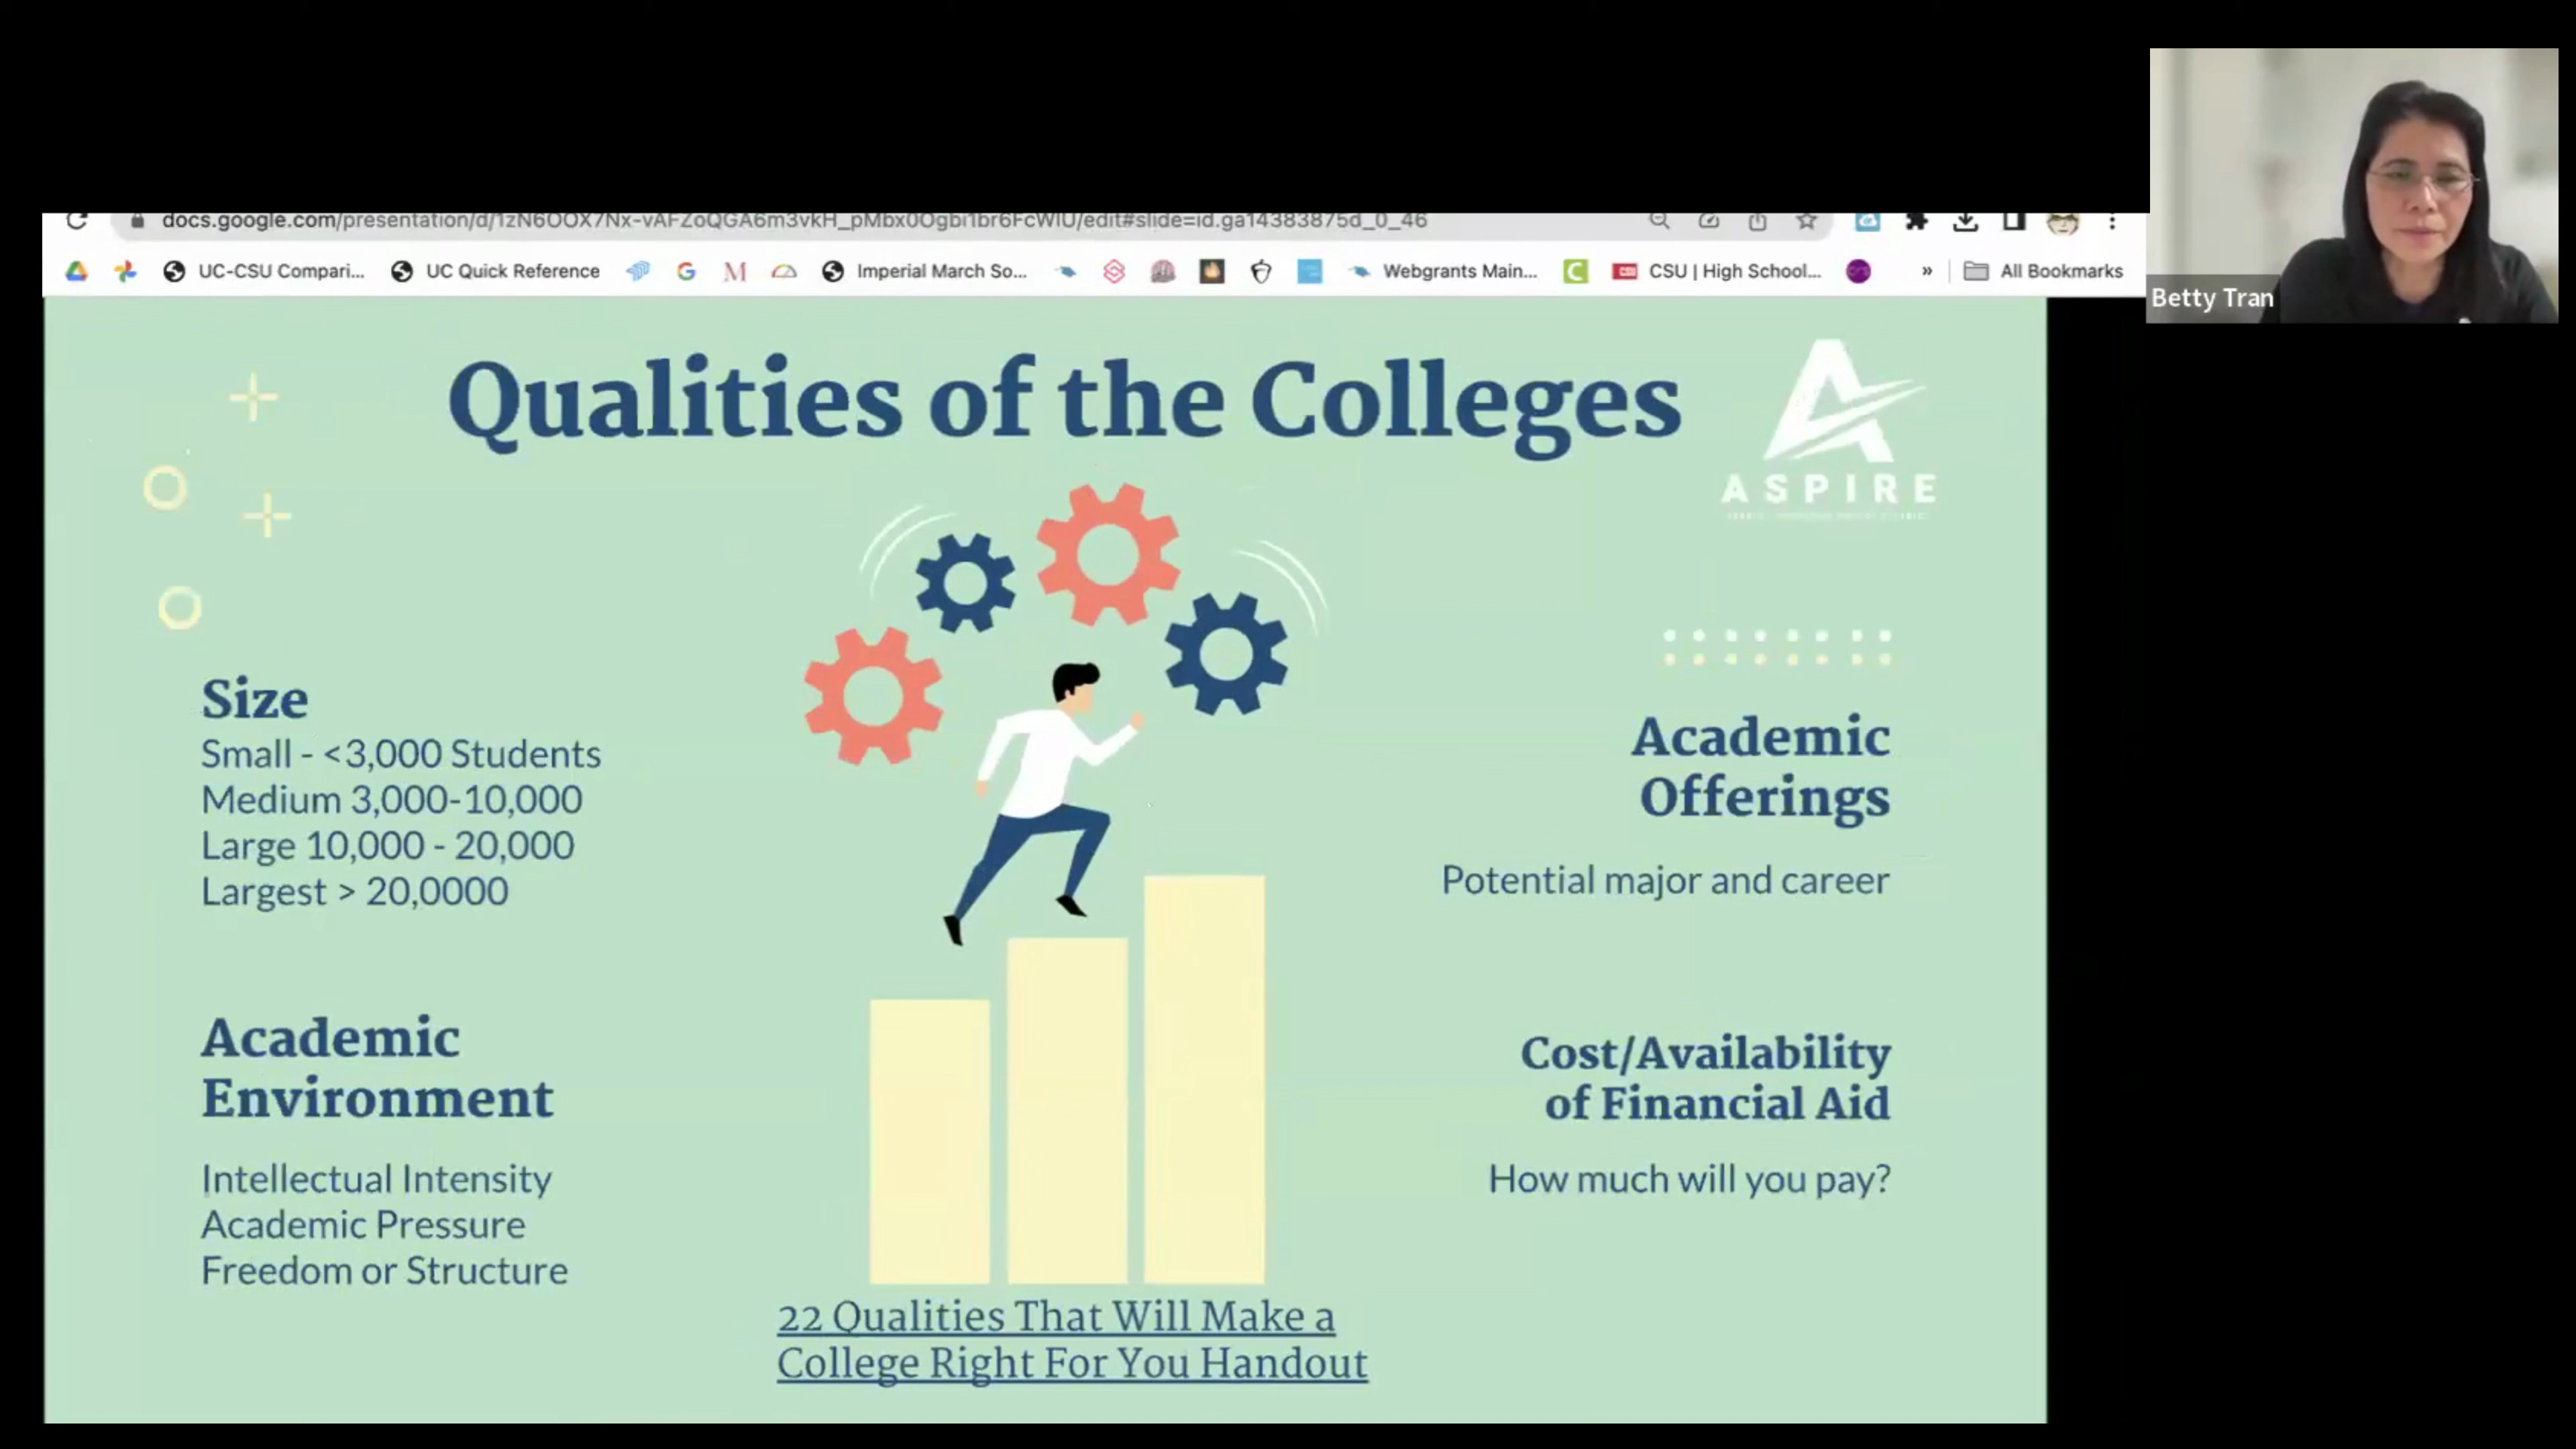 docs.google.com/presentation/d/1zN6OOX7Nx-vAFZoQGA6m3vkH_pMbx0Ogbi1br6FcWlU/edit#slide=id.ga14383875d_0_46
UC-CSU Compari... UC Quick Reference Imperial March So... Webgrants Main... CSU | High School... » All Bookmarks
Betty Tran
Qualities of the Colleges
ASPIRE
Size
Small - <3,000 Students
Medium 3,000-10,000
Large 10,000 - 20,000
Largest > 20,0000
Academic
Environment
Intellectual Intensity
Academic Pressure
Freedom or Structure
Academic
Offerings
Potential major and career
Cost/Availability
of Financial Aid
How much will you pay?
22 Qualities That Will Make a
College Right For You Handout